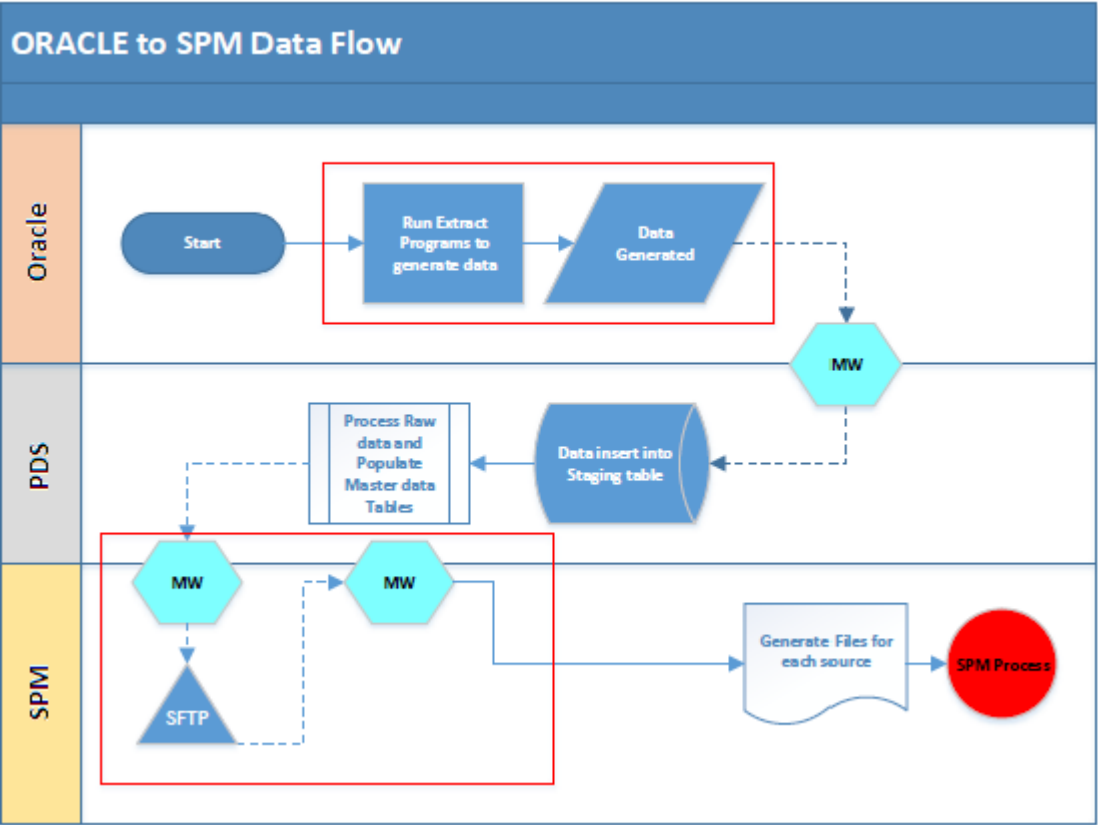 ORACLE to SPM Data Flow
Oracle
Start
Run Extract
Programs to
generate data
Data
Generated
MW
PDS
Process Raw
data and
Populate
Master data
Tables
Data insert into
Staging table
MW
MW
SPM
SFTP
Generate Files for
each source
SPM Process